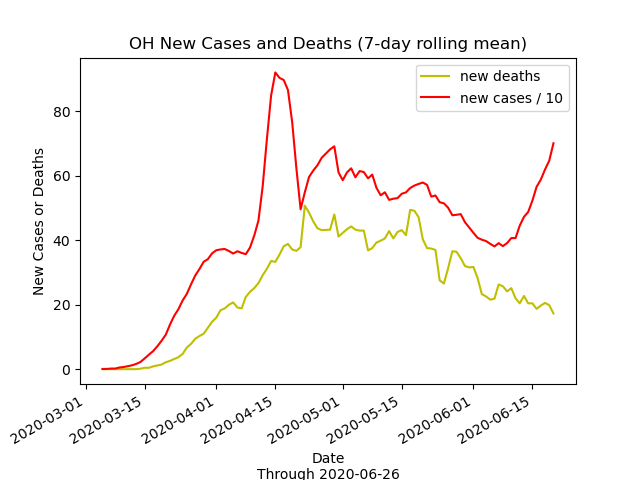 OH New Cases and Deaths (7-day rolling mean)
new deaths
new cases / 10
New Cases or Deaths
80
60
40
20
0
2020-03-01
2020-03-15
2020-04-01
2020-04-15
2020-05-01
2020-05-15
2020-06-01
2020-06-15
Date
Through 2020-06-26